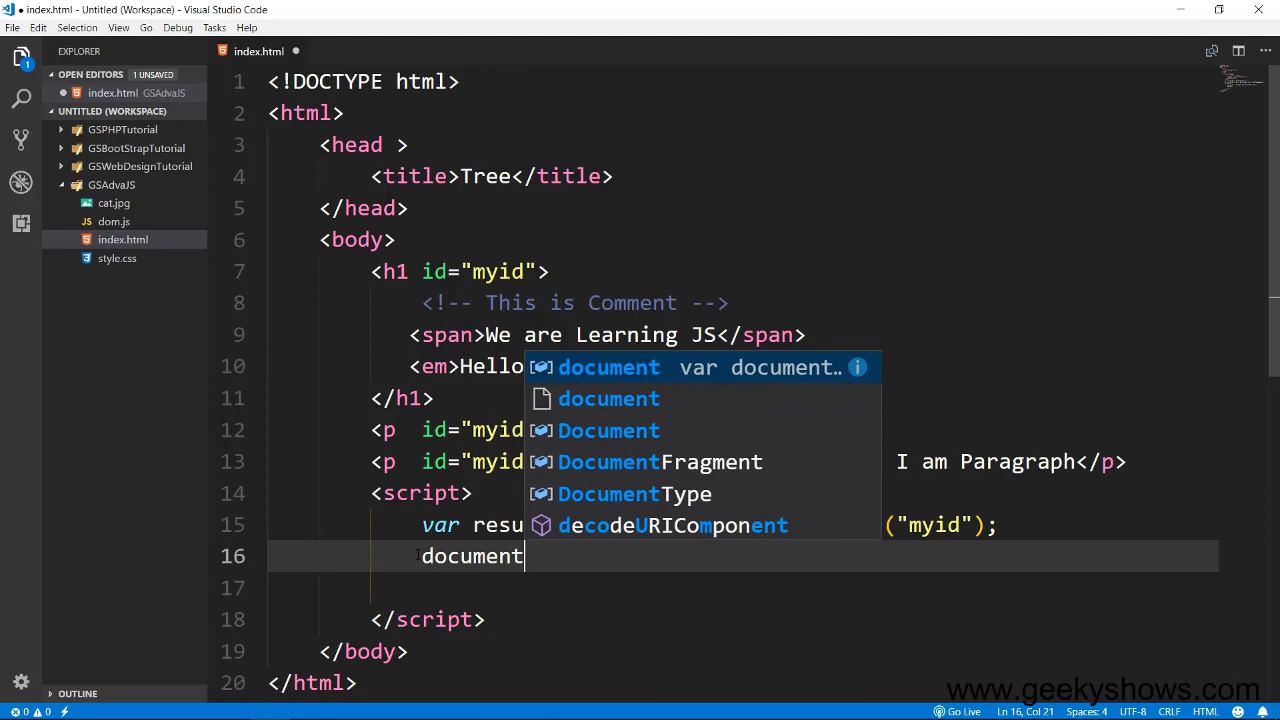 ● index.html - Untitled (Workspace) - Visual Studio Code
File Edit Selection View Go Debug Tasks Help
EXPLORER
OPEN EDITORS 1 UNSAVED
● index.html GSAdvaJS
UNTITLED (WORKSPACE)
GSPHPTutorial
GSBootStrapTutorial
GSWebDesignTutorial
GSAdvaJS
cat.jpg
JS dom.js
index.html
style.css
OUTLINE
1
index.html ●
1 <!DOCTYPE html>
2 <html>
3 <head >
4 <title>Tree</title>
5 </head>
6 <body>
7 <h1 id="myid">
8 <!-- This is Comment -->
9 <span>We are Learning JS</span>
10 <em>Hello
11 </h1>
12 <p id="myid
13 <p id="myid I am Paragraph</p>
14 <script>
15 var resu ("myid");
16 document
17
18 </script>
19 </body>
20 </html>
document var document..
document
Document
DocumentFragment
DocumentType
decodeURIComponent
www.geekyshows.com
0 0 Go Live Ln 16, Col 21 Spaces: 4 UTF-8 CRLF HTML